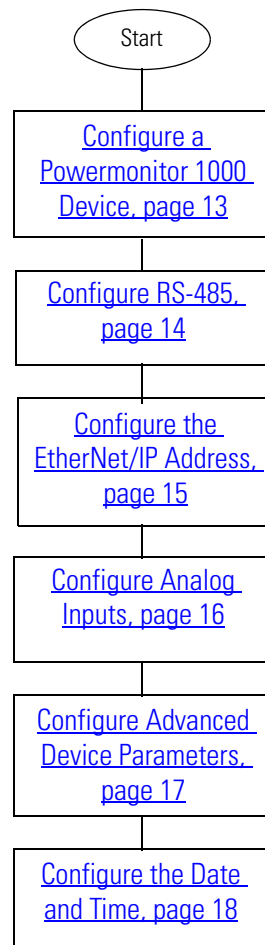 Start
Configure a
Powermonitor 1000
Device, page 13
Configure RS-485,
page 14
Configure the
EtherNet/IP Address,
page 15
Configure Analog
Inputs, page 16
Configure Advanced
Device Parameters,
page 17
Configure the Date
and Time, page 18